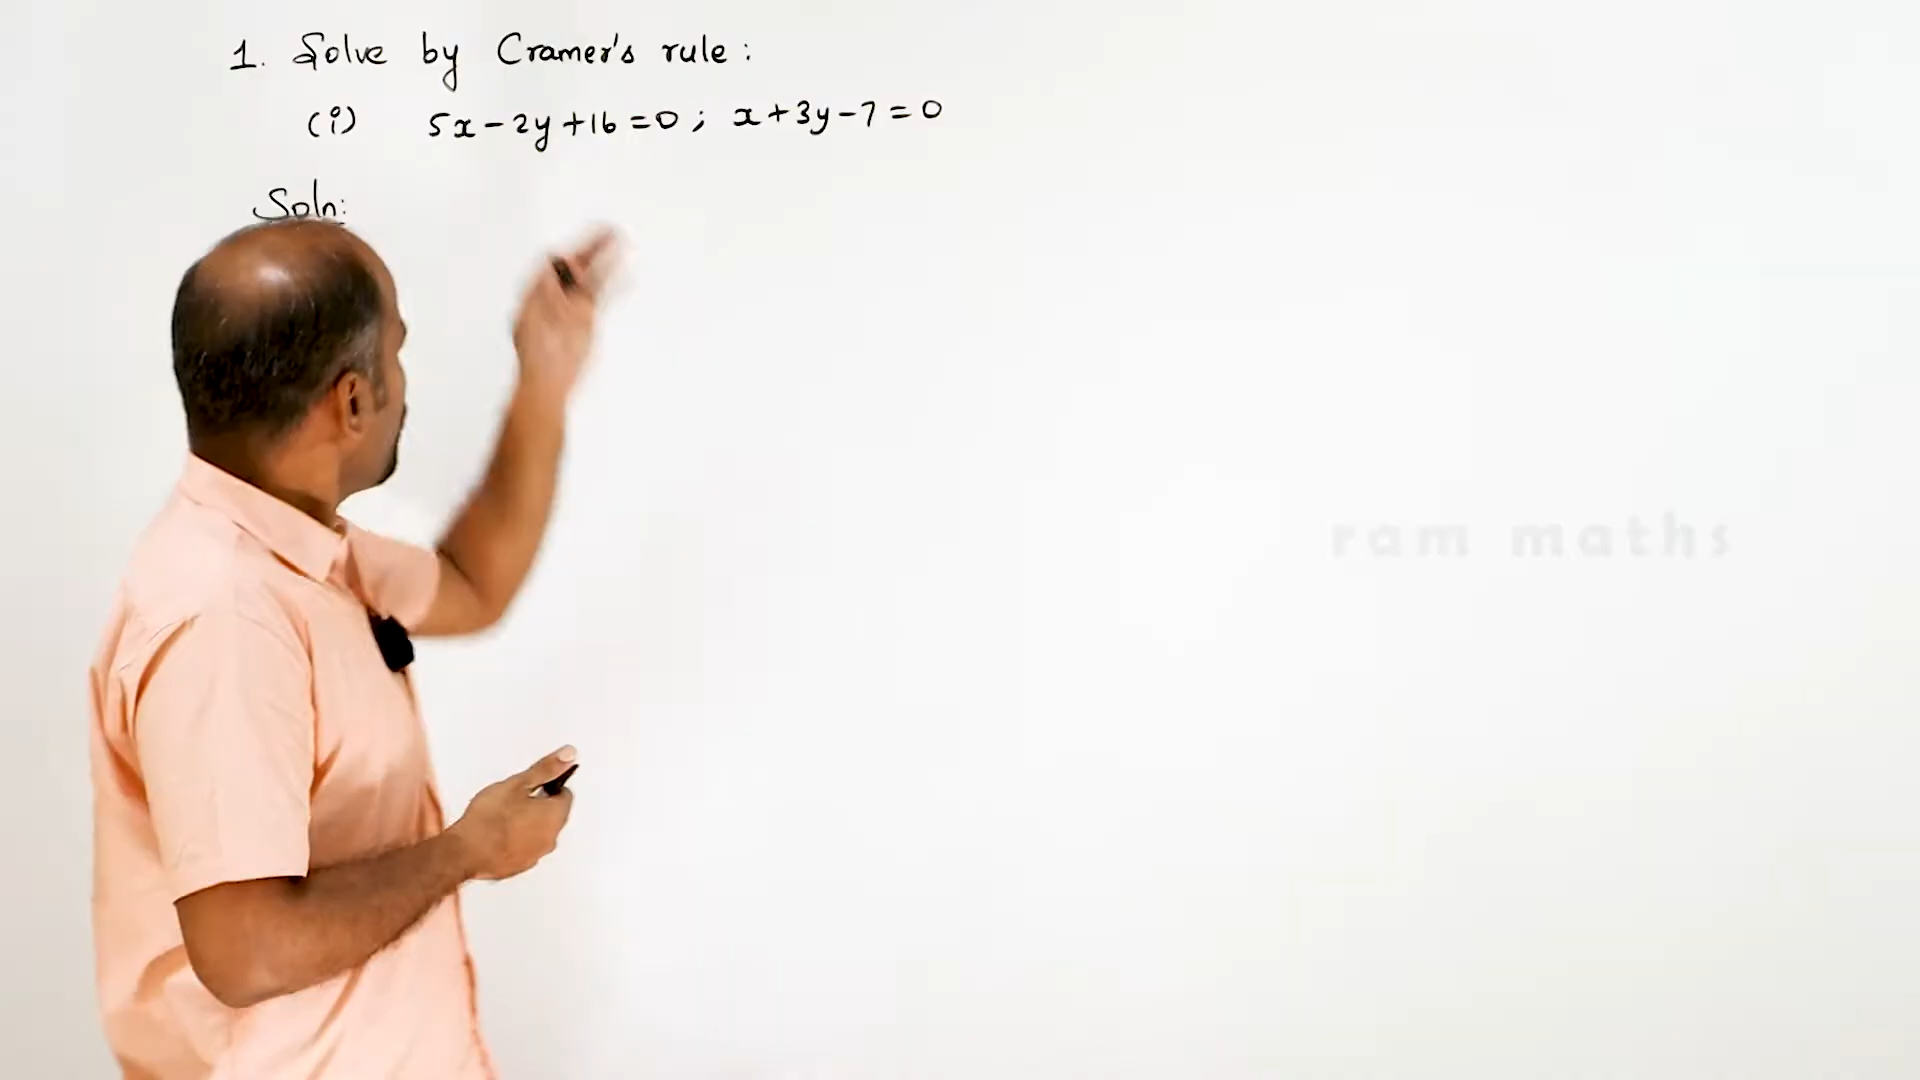 1. Solve by Cramer's rule:
(i) 5x-2y+16=0; x+3y-7=0
Soln:
ram maths